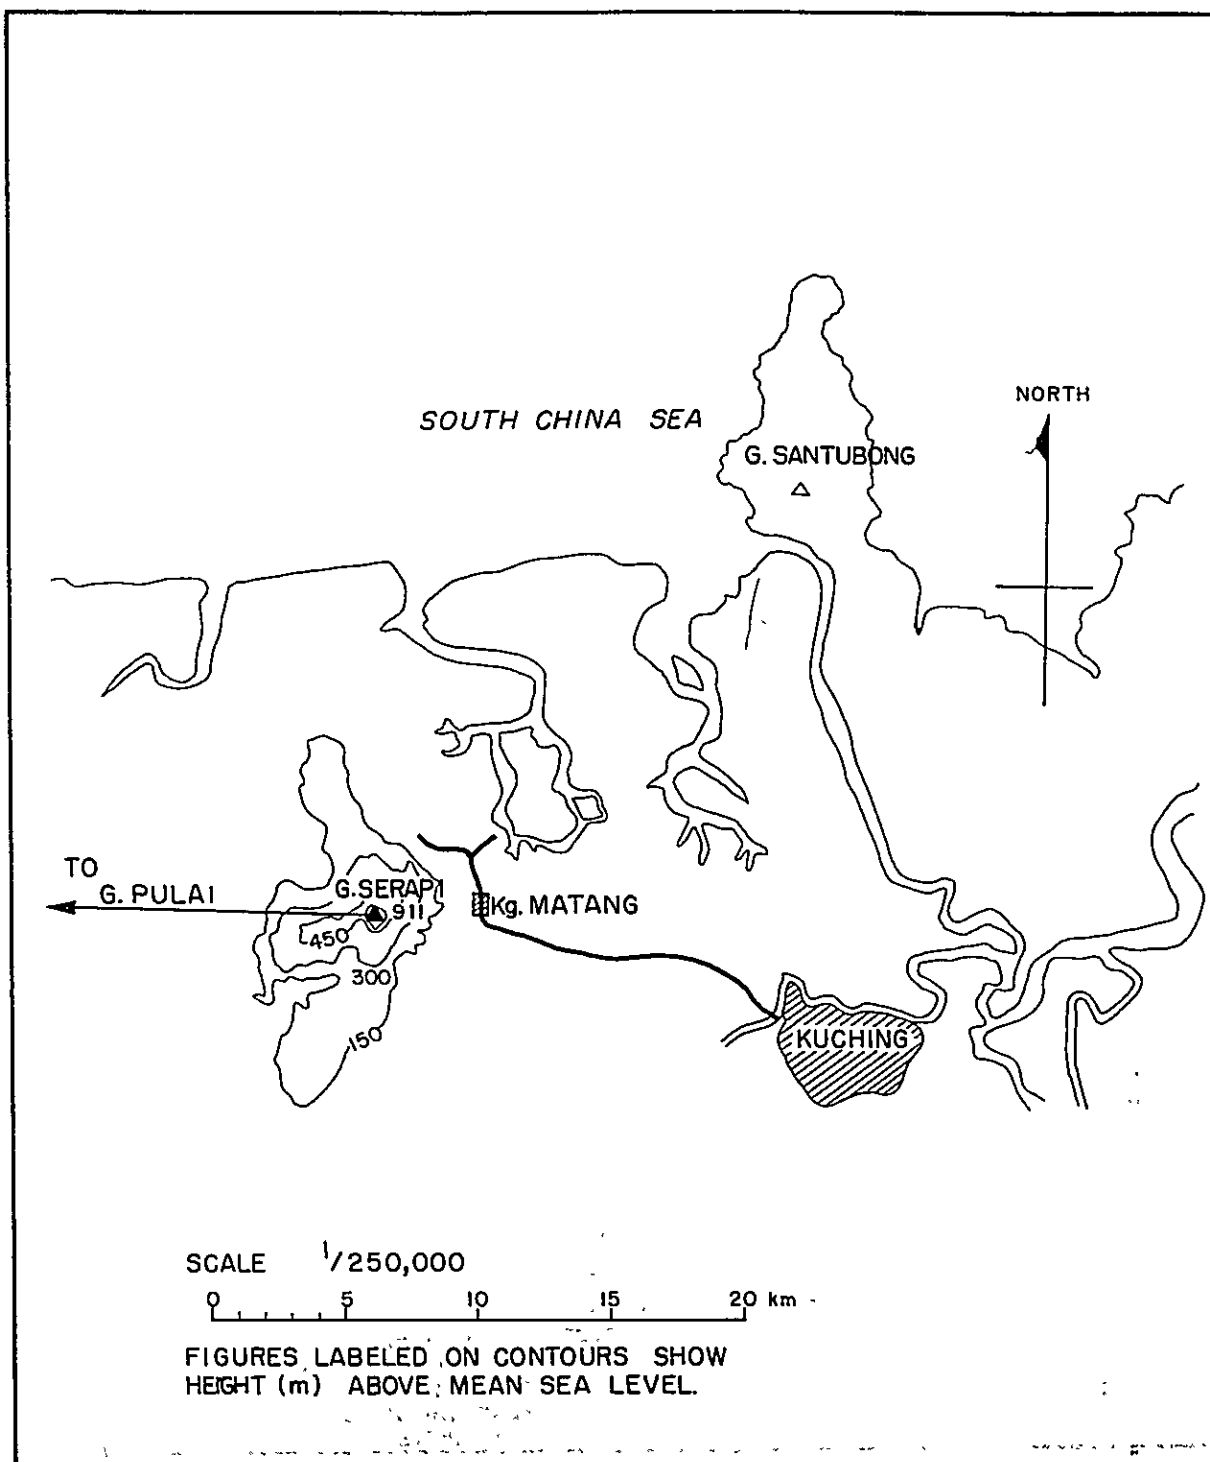 SOUTH CHINA SEA
NORTH
G. SANTUBONG
TO
G. PULAI
G. SERAPI
911
Kg. MATANG
450
300
150
KUCHING
SCALE 1/250,000
0 5 10 15 20 km
FIGURES LABELED ON CONTOURS SHOW
HEIGHT (m) ABOVE MEAN SEA LEVEL.